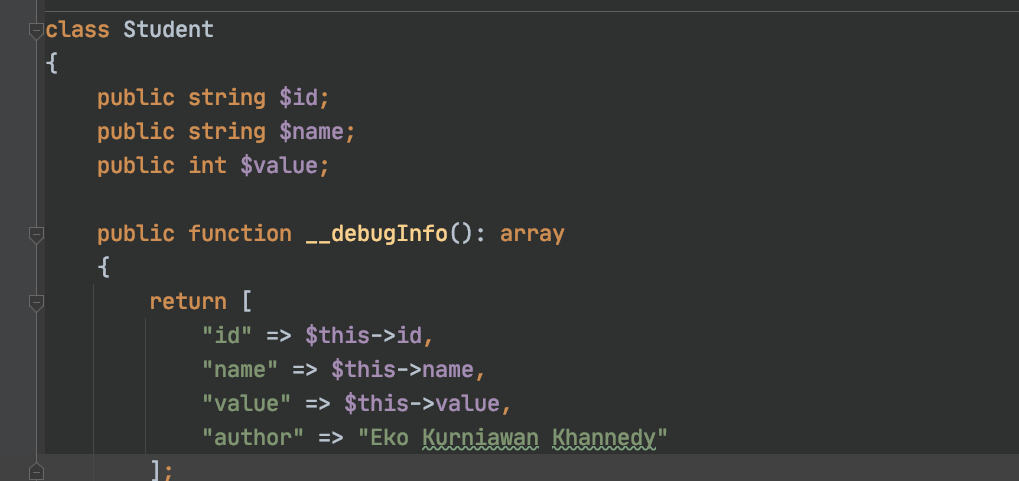 class Student
{
    public string $id;
    public string $name;
    public int $value;

    public function __debugInfo(): array
    {
        return [
            "id" => $this->id,
            "name" => $this->name,
            "value" => $this->value,
            "author" => "Eko Kurniawan Khannedy"
        ];